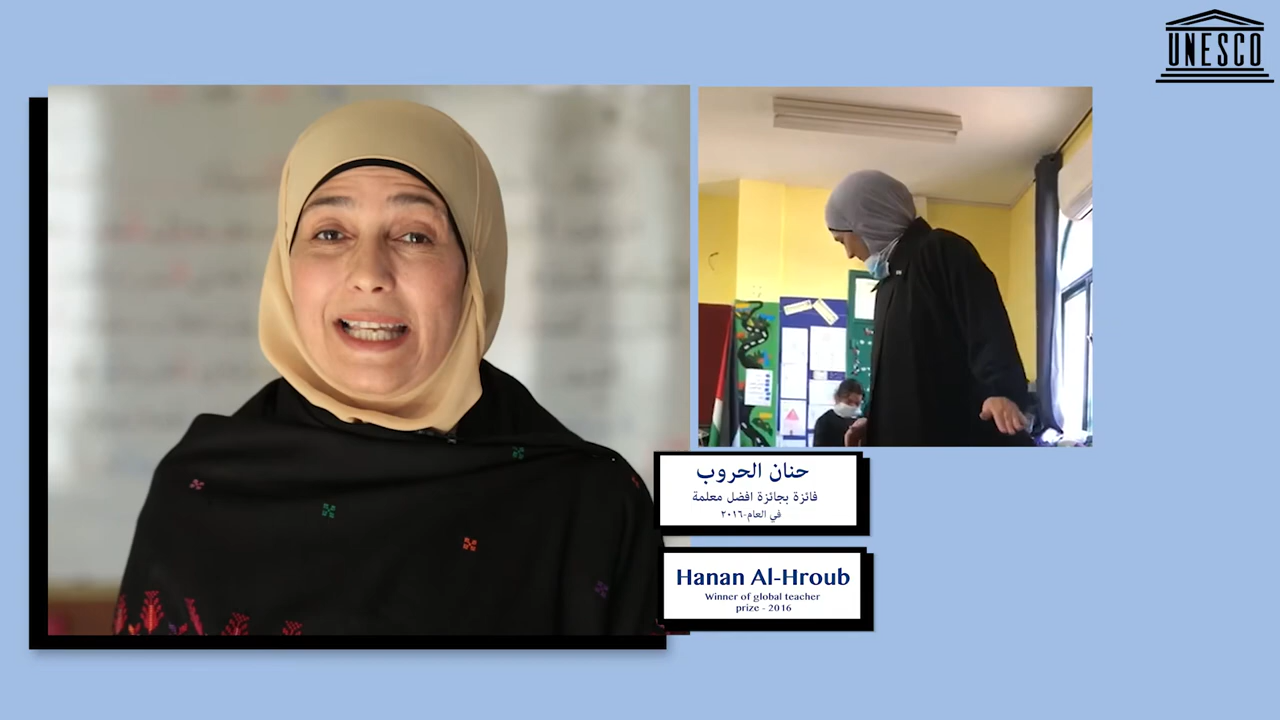 UNESCO
حنان الحروب
فائزة بجائزة افضل معلمة
في العام-٢٠١٦
Hanan Al-Hroub
Winner of global teacher
prize - 2016